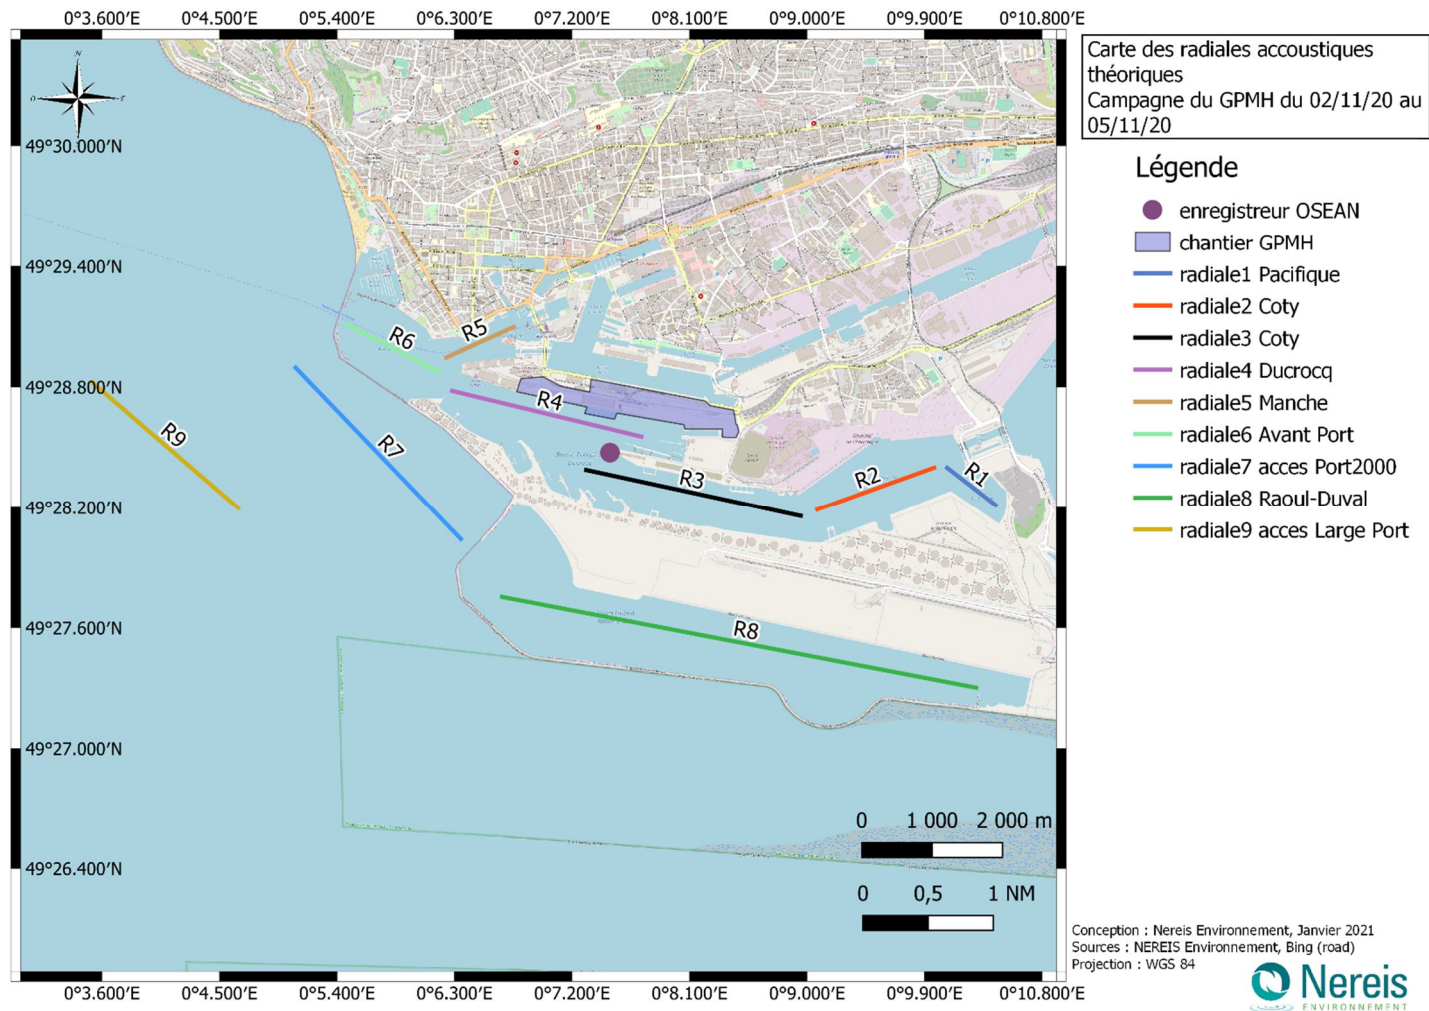 0°3.600′E 0°4.500′E 0°5.400′E 0°6.300′E 0°7.200′E 0°8.100′E 0°9.000′E 0°9.900′E 0°10.800′E
Carte des radiales accoustiques
théoriques
Campagne du GPMH du 02/11/20 au
05/11/20
N
O E
S
49°30.000′N
49°29.400′N
49°28.800′N
49°28.200′N
49°27.600′N
49°27.000′N
49°26.400′N
R6
R5
R4
R9
R7
R3
R2
R1
R8
Légende
enregistreur OSEAN
chantier GPMH
radiale1 Pacifique
radiale2 Coty
radiale3 Coty
radiale4 Ducrocq
radiale5 Manche
radiale6 Avant Port
radiale7 acces Port2000
radiale8 Raoul-Duval
radiale9 acces Large Port
0 1 000 2 000 m
0 0,5 1 NM
Conception : Nereis Environnement, Janvier 2021
Sources : NEREIS Environnement, Bing (road)
Projection : WGS 84
Nereis
ENVIRONNEMENT
0°3.600′E 0°4.500′E 0°5.400′E 0°6.300′E 0°7.200′E 0°8.100′E 0°9.000′E 0°9.900′E 0°10.800′E